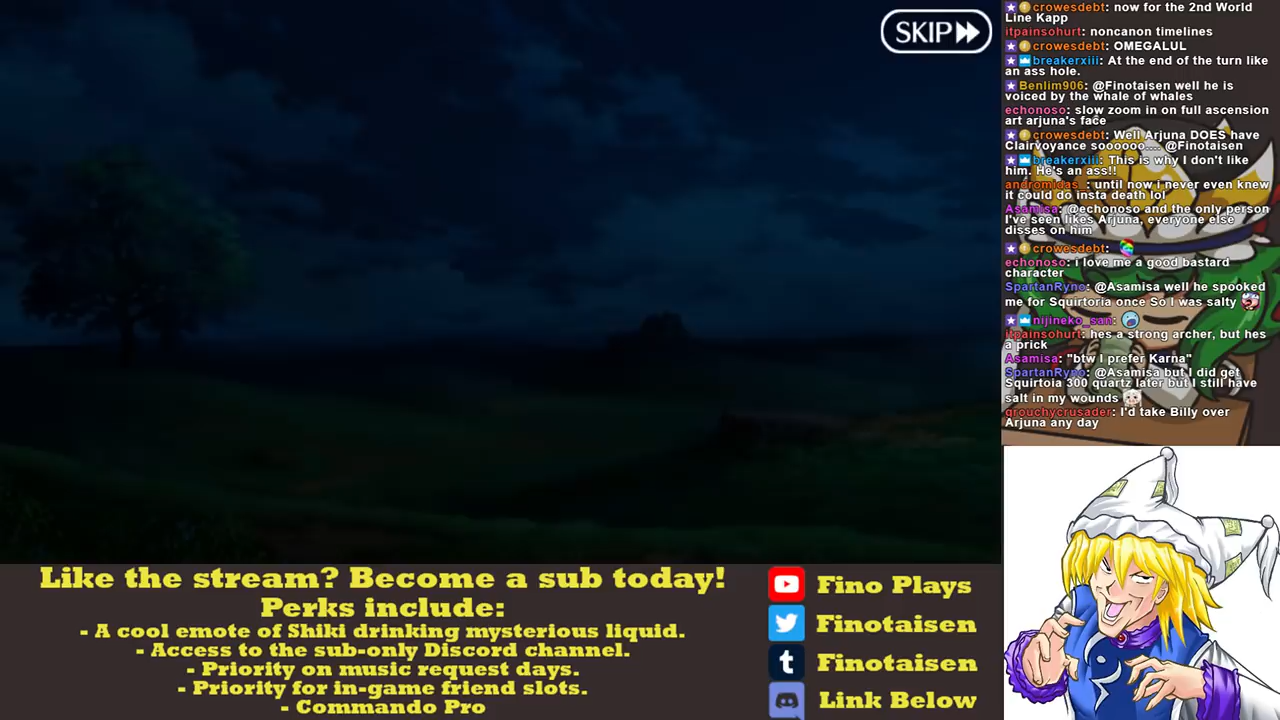 SKIP
crowesdebt: now for the 2nd World
Line Kapp
itpainsohurt: noncanon timelines
crowesdebt: OMEGALUL
breakerxiii: At the end of the turn like
an ass hole.
Benlim906: @Finotaisen well he is
voiced by the whale of whales
echonoso: slow zoom in on full ascension
art arjuna's face
crowesdebt: Well Arjuna DOES have
Clairvoyance soooooo.... @Finotaisen
breakerxiii: This is why I don't like
him. He's an ass!!
andromidas_: until now i never even knew
it could do insta death lol
Asamisa: @echonoso and the only person
I've seen likes Arjuna, everyone else
disses on him
crowesdebt:
echonoso: i love me a good bastard
character
SpartanRyno: @Asamisa well he spooked
me for Squirtoria once So I was salty
nijineko_san:
itpainsohurt: hes a strong archer, but hes
a prick
Asamisa: "btw I prefer Karna"
SpartanRyno: @Asamisa but I did get
Squirtoia 300 quartz later but I still have
salt in my wounds
grouchycrusader: I'd take Billy over
Arjuna any day
Like the stream? Become a sub today!
Perks include:
- A cool emote of Shiki drinking mysterious liquid.
- Access to the sub-only Discord channel.
- Priority on music request days.
- Priority for in-game friend slots.
- Commando Pro
Fino Plays
Finotaisen
Finotaisen
Link Below